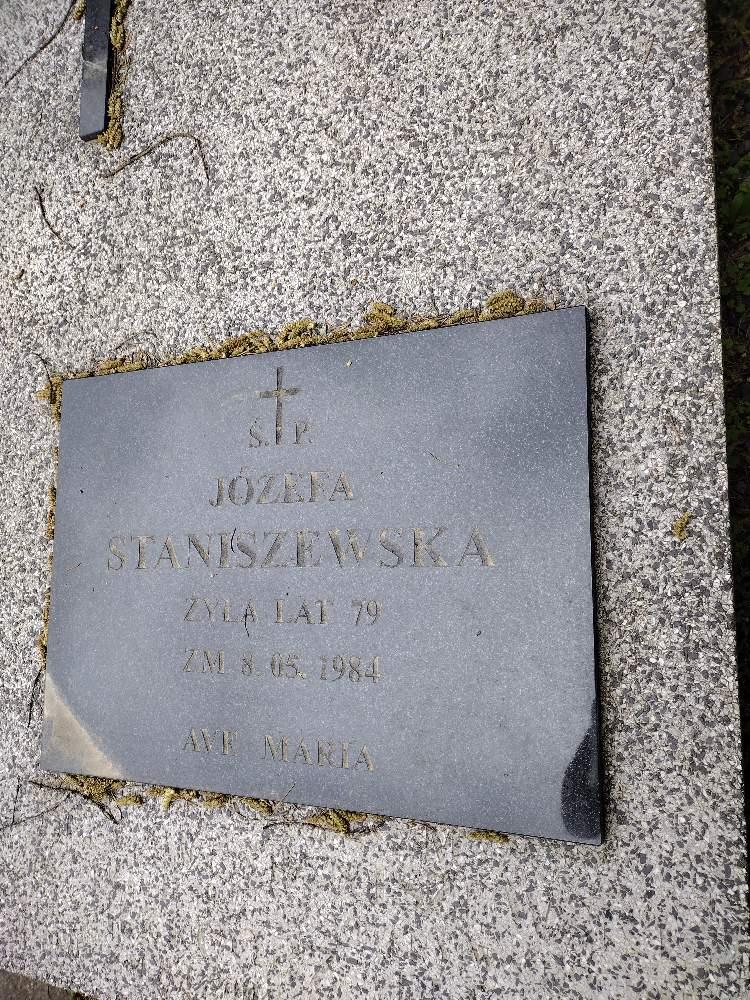 Ś. P.
JÓZEFA
STANISZEWSKA
ŻYŁA LAT 79
ZM 8. 05. 1984
AVE MARIA